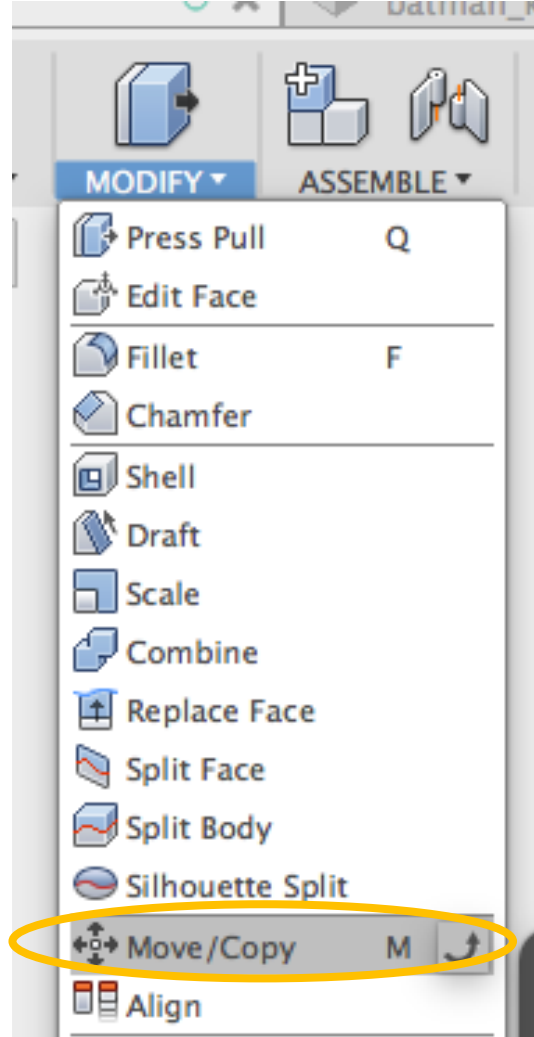 batman_k
MODIFY ASSEMBLE
Press Pull Q
Edit Face
Fillet F
Chamfer
Shell
Draft
Scale
Combine
Replace Face
Split Face
Split Body
Silhouette Split
Move/Copy M
Align